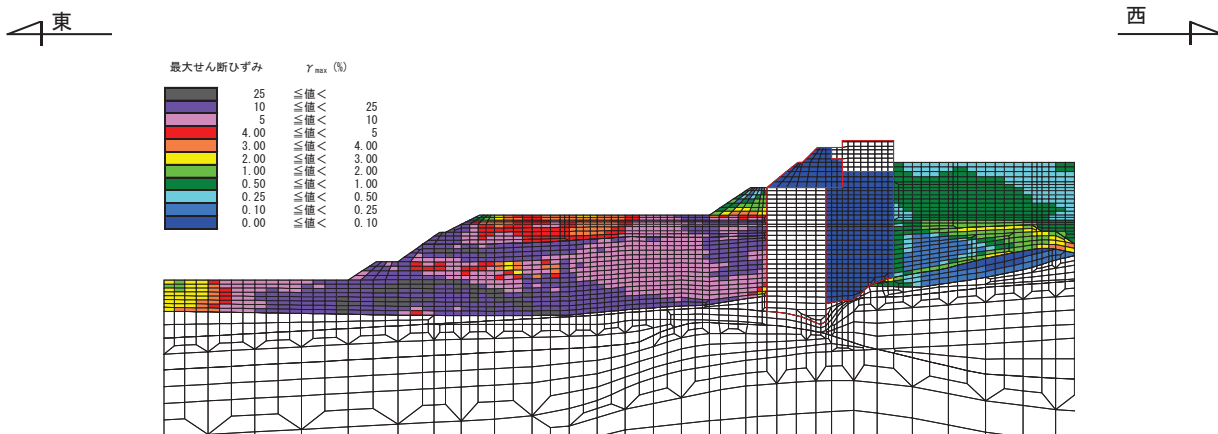 東
西
最大せん断ひずみ γmax (%)
25 ≦値<
10 ≦値< 25
5 ≦値< 10
4.00 ≦値< 5
3.00 ≦値< 4.00
2.00 ≦値< 3.00
1.00 ≦値< 2.00
0.50 ≦値< 1.00
0.25 ≦値< 0.50
0.10 ≦値< 0.25
0.00 ≦値< 0.10